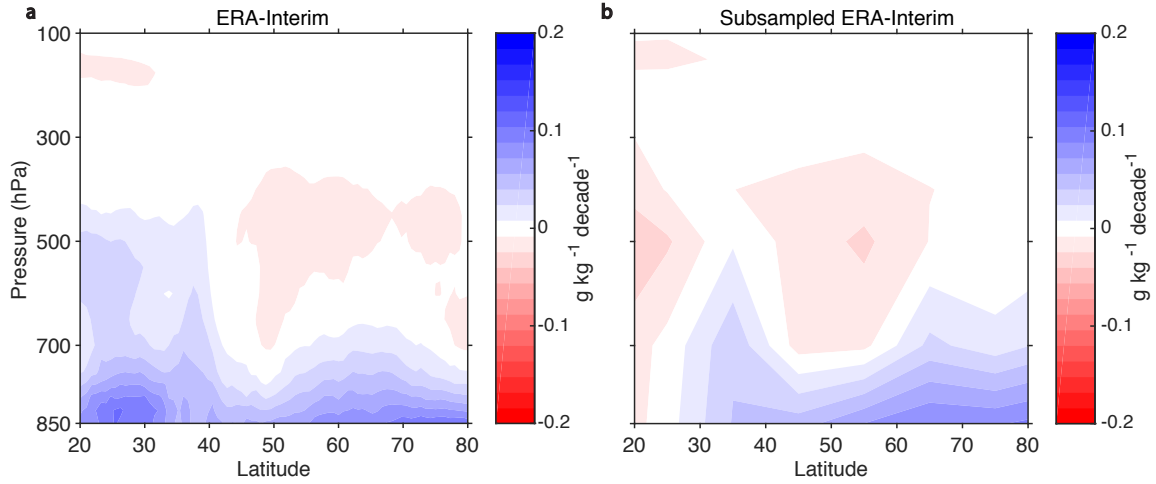 a
ERA-Interim
100
300
500
700
850
Pressure (hPa)
20 30 40 50 60 70 80
Latitude
0.2
0.1
0
-0.1
-0.2
g kg⁻¹ decade⁻¹
b
Subsampled ERA-Interim
20 30 40 50 60 70 80
Latitude
0.2
0.1
0
-0.1
-0.2
g kg⁻¹ decade⁻¹